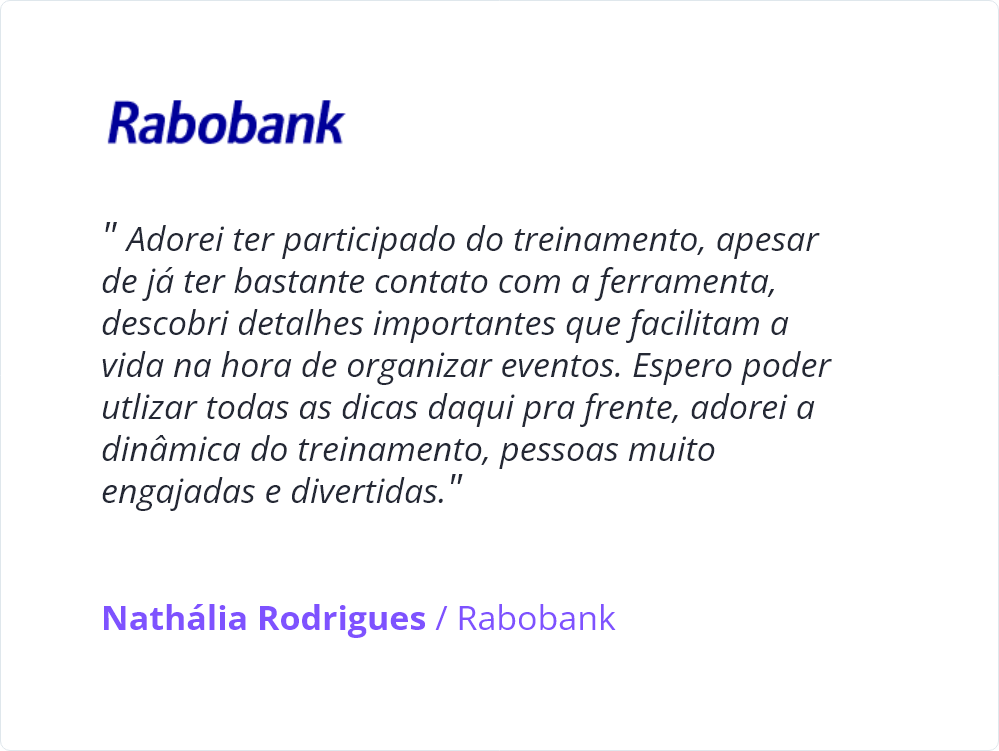 Rabobank
" Adorei ter participado do treinamento, apesar
de já ter bastante contato com a ferramenta,
descobri detalhes importantes que facilitam a
vida na hora de organizar eventos. Espero poder
utlizar todas as dicas daqui pra frente, adorei a
dinâmica do treinamento, pessoas muito
engajadas e divertidas."
Nathália Rodrigues / Rabobank